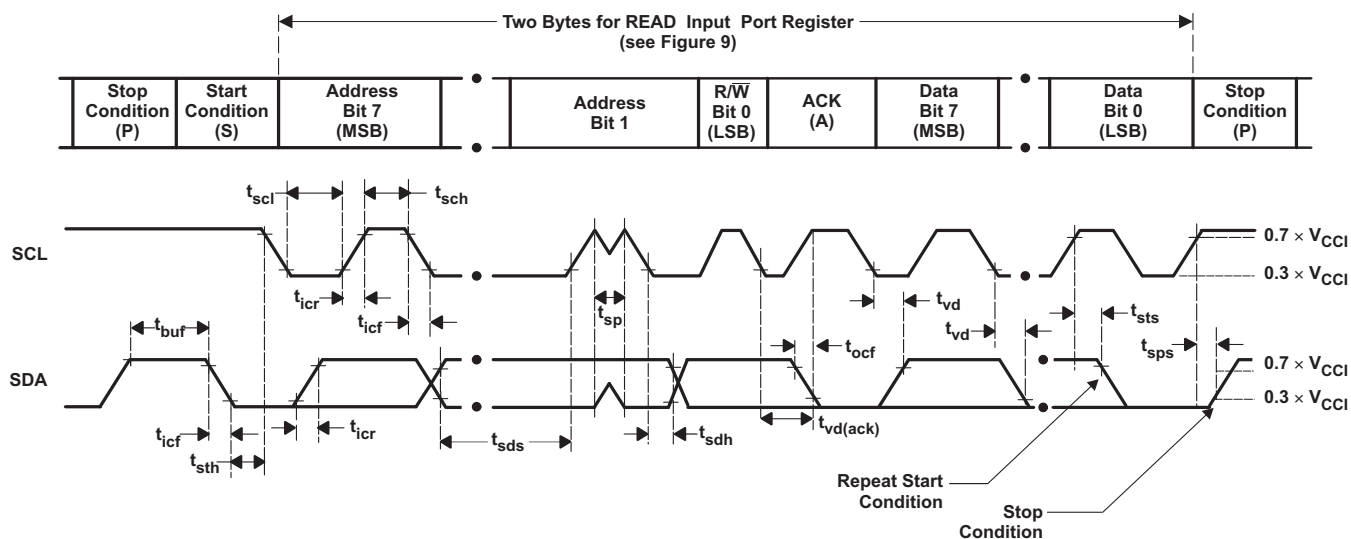 Two Bytes for READ Input Port Register
(see Figure 9)
Stop
Condition
(P)
Start
Condition
(S)
Address
Bit 7
(MSB)
Address
Bit 1
R/W̅
Bit 0
(LSB)
ACK
(A)
Data
Bit 7
(MSB)
Data
Bit 0
(LSB)
Stop
Condition
(P)
tscl
tsch
SCL
0.7 × VCCI
0.3 × VCCI
ticr
ticf
tsp
tvd
tvd
tsts
tbuf
tocf
tsps
SDA
0.7 × VCCI
0.3 × VCCI
ticf
ticr
tsth
tsds
tsdh
tvd(ack)
Repeat Start
Condition
Stop
Condition